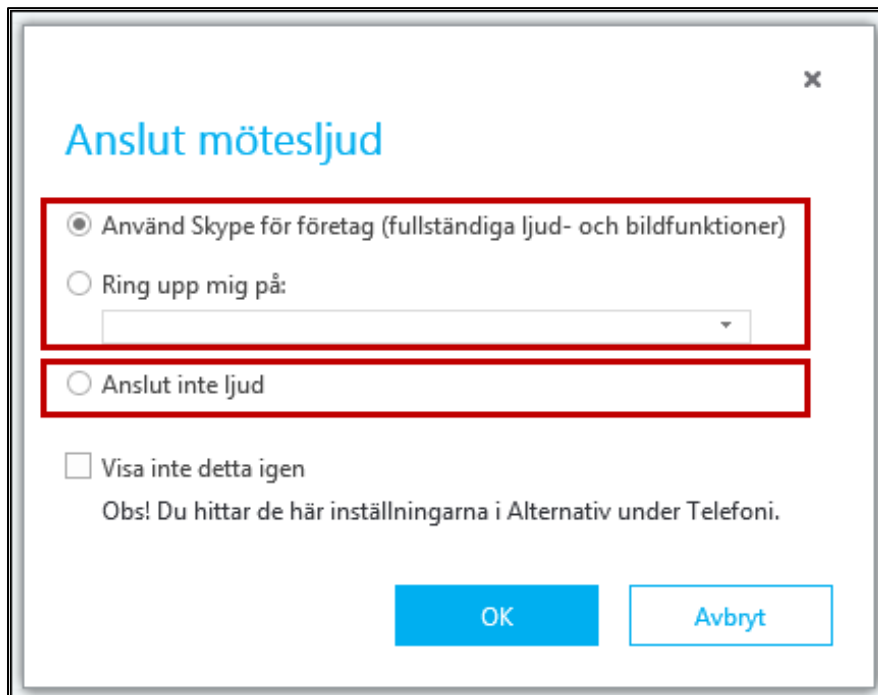 Anslut mötesljud
Använd Skype för företag (fullständiga ljud- och bildfunktioner)
Ring upp mig på:
Anslut inte ljud
Visa inte detta igen
Obs! Du hittar de här inställningarna i Alternativ under Telefoni.
OK
Avbryt